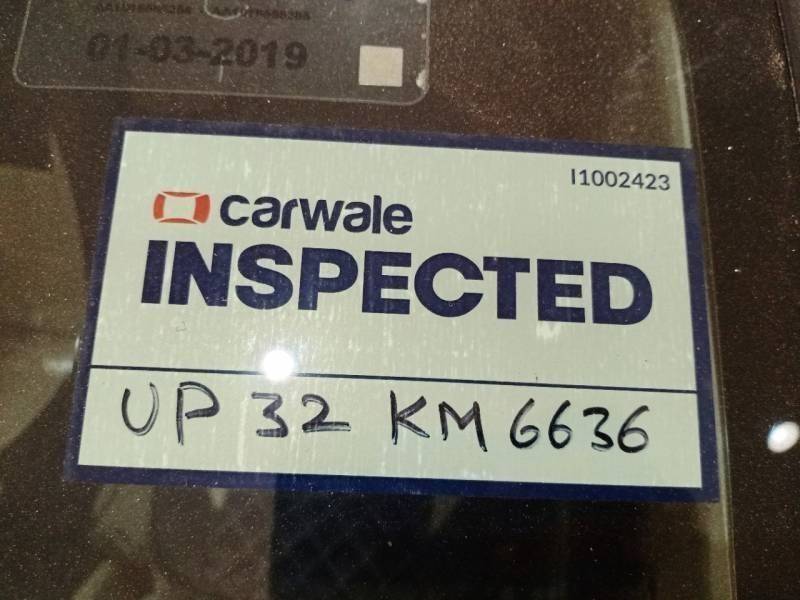 01-03-2019
I1002423
carwale
INSPECTED
UP 32 KM 6636